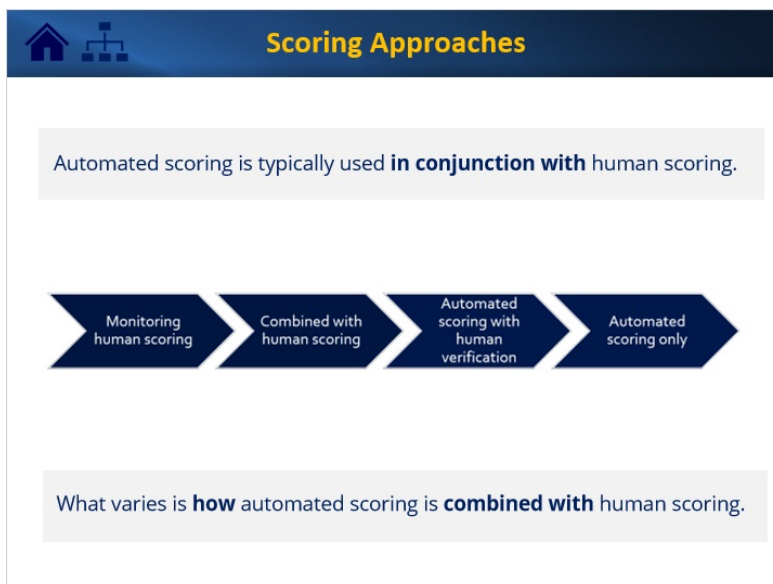 Scoring Approaches
Automated scoring is typically used in conjunction with human scoring.
Monitoring
human scoring
Combined with
human scoring
Automated
scoring with
human
verification
Automated
scoring only
What varies is how automated scoring is combined with human scoring.